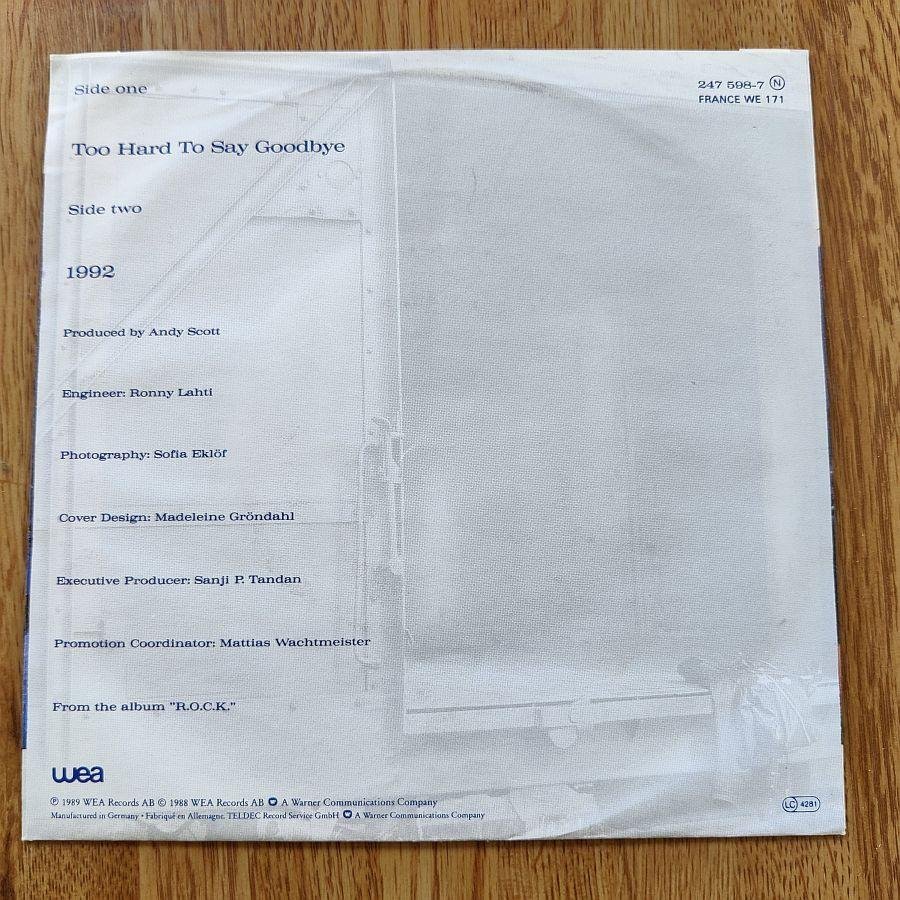 Side one
247 598-7 Ⓝ
FRANCE WE 171
Too Hard To Say Goodbye
Side two
1992
Produced by Andy Scott
Engineer: Ronny Lahti
Photography: Sofia Eklöf
Cover Design: Madeleine Gröndahl
Executive Producer: Sanji P. Tandan
Promotion Coordinator: Mattias Wachtmeister
From the album "R.O.C.K."
wea
℗ 1989 WEA Records AB © 1988 WEA Records AB A Warner Communications Company
Manufactured in Germany • Fabriqué en Allemagne. TELDEC Record Service GmbH A Warner Communications Company
LC 4281